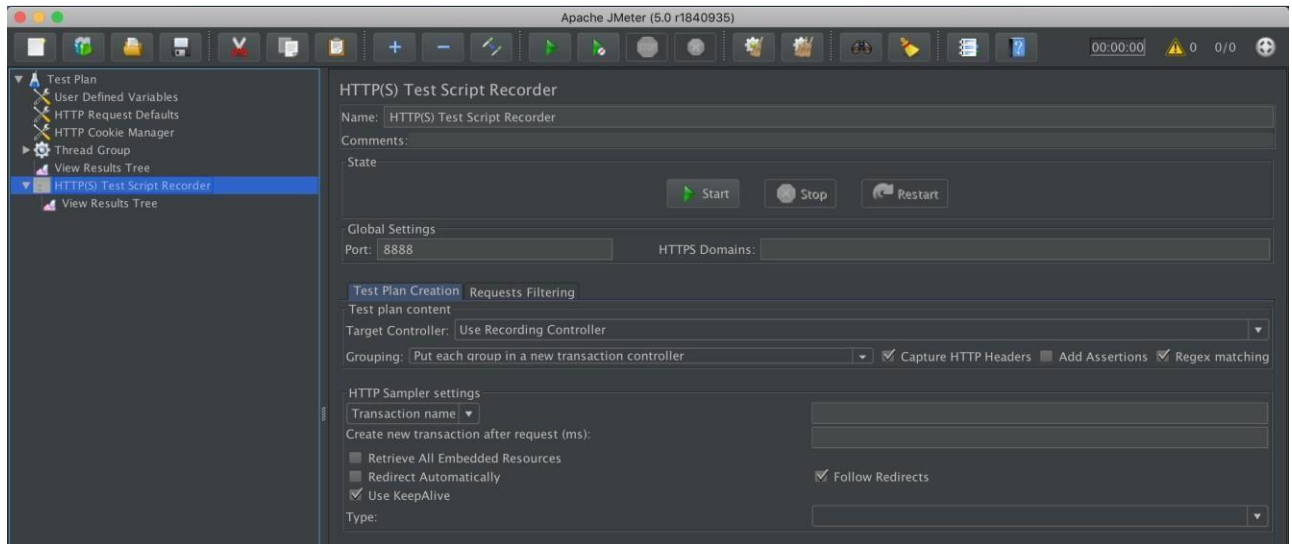 Apache JMeter (5.0 r1840935)
00:00:00 0 0/0
Test Plan
User Defined Variables
HTTP Request Defaults
HTTP Cookie Manager
Thread Group
View Results Tree
HTTP(S) Test Script Recorder
View Results Tree
HTTP(S) Test Script Recorder
Name: HTTP(S) Test Script Recorder
Comments:
State
Start Stop Restart
Global Settings
Port: 8888 HTTPS Domains:
Test Plan Creation Requests Filtering
Test plan content
Target Controller: Use Recording Controller
Grouping: Put each group in a new transaction controller Capture HTTP Headers Add Assertions Regex matching
HTTP Sampler settings
Transaction name
Create new transaction after request (ms):
Retrieve All Embedded Resources
Redirect Automatically Follow Redirects
Use KeepAlive
Type: